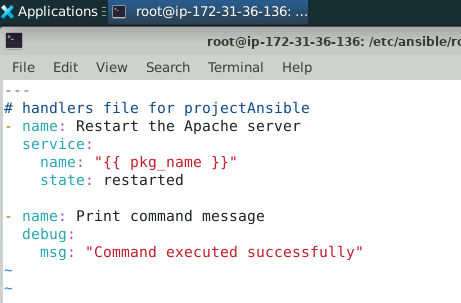 Applications root@ip-172-31-36-136: ...
root@ip-172-31-36-136: /etc/ansible/ro
File Edit View Search Terminal Help
---
# handlers file for projectAnsible
- name: Restart the Apache server
  service:
    name: "{{ pkg_name }}"
    state: restarted

- name: Print command message
  debug:
    msg: "Command executed successfully"
~
~